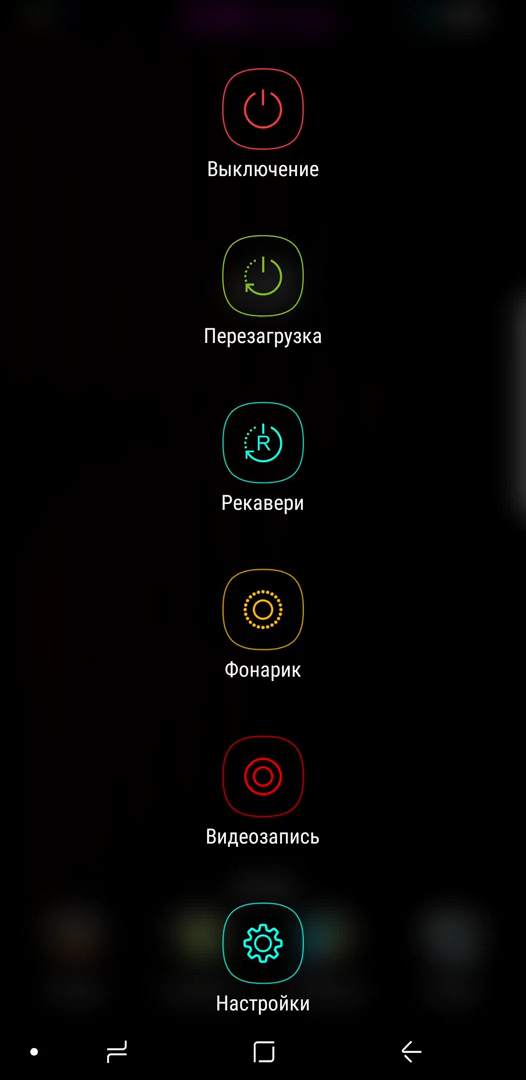 Выключение
Перезагрузка
R
Рекавери
Фонарик
Видеозапись
Настройки